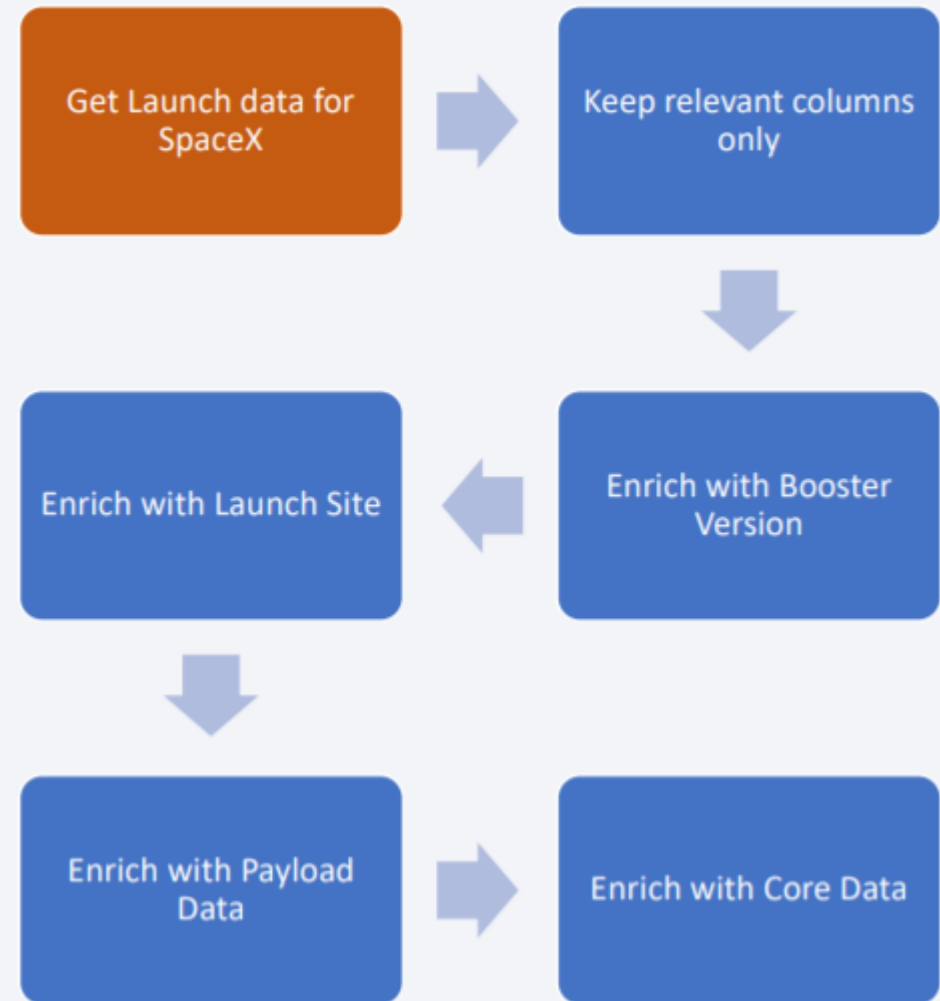 Get Launch data for
SpaceX
Keep relevant columns
only
Enrich with Booster
Version
Enrich with Launch Site
Enrich with Payload
Data
Enrich with Core Data